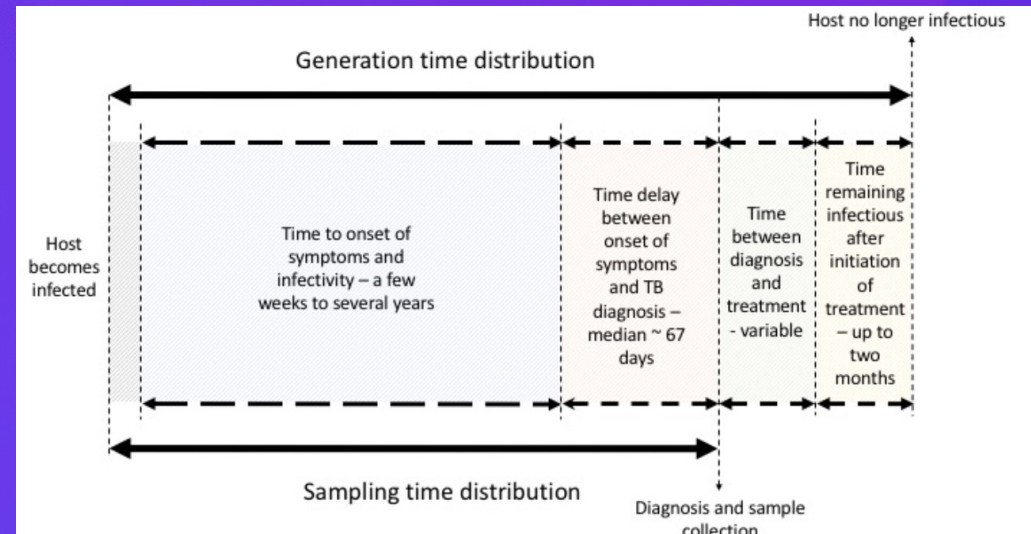 Host no longer infectious
Generation time distribution
Host
becomes
infected
Time to onset of
symptoms and
infectivity – a few
weeks to several years
Time delay
between
onset of
symptoms
and TB
diagnosis –
median ~ 67
days
Time
between
diagnosis
and
treatment
- variable
Time
remaining
infectious
after
initiation
of
treatment
– up to
two
months
Sampling time distribution
Diagnosis and sample
collection